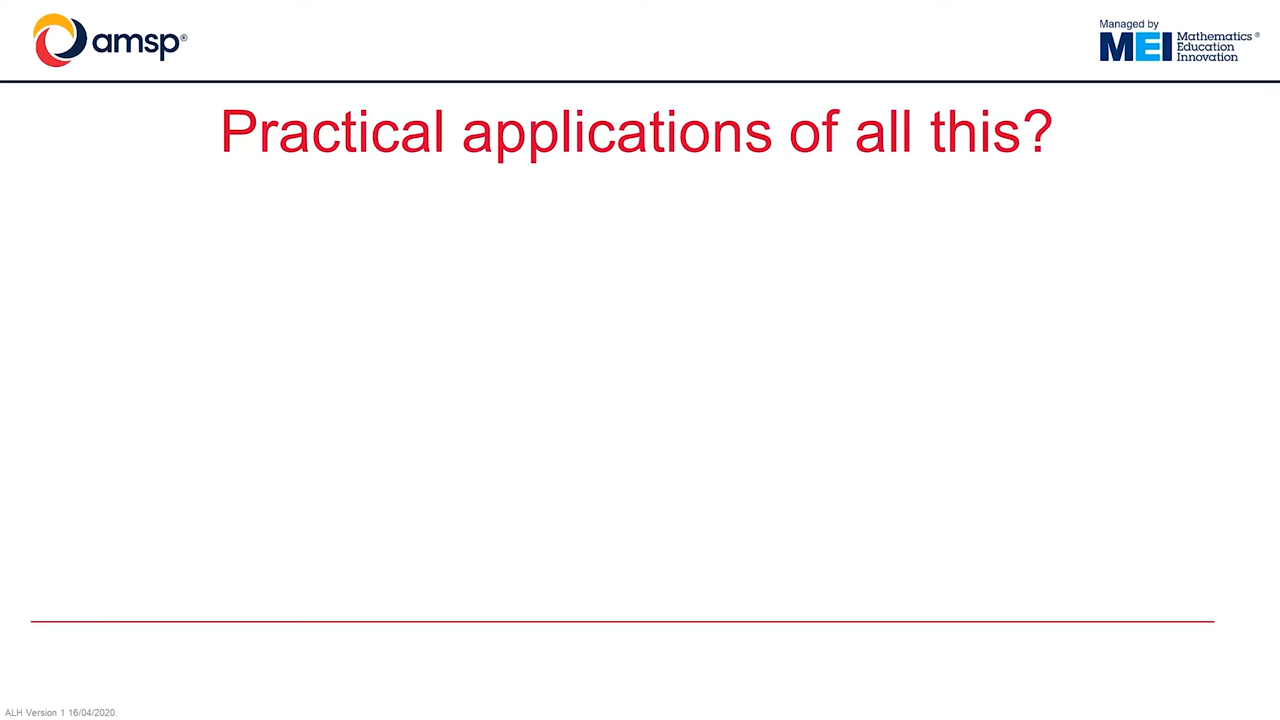 amsp®
Managed by
MEI Mathematics®
Education
Innovation
Practical applications of all this?
ALH Version 1 16/04/2020.